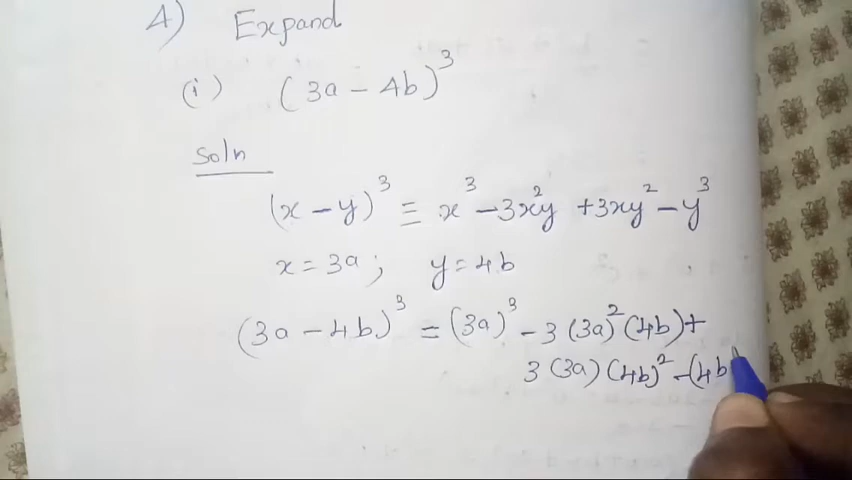 4) Expand
(i) (3a - 4b)³
Soln
(x - y)³ ≡ x³ - 3x²y + 3xy² - y³
x = 3a ; y = 4b
(3a - 4b)³ = (3a)³ - 3 (3a)² (4b) +
3 (3a) (4b)² - (4b